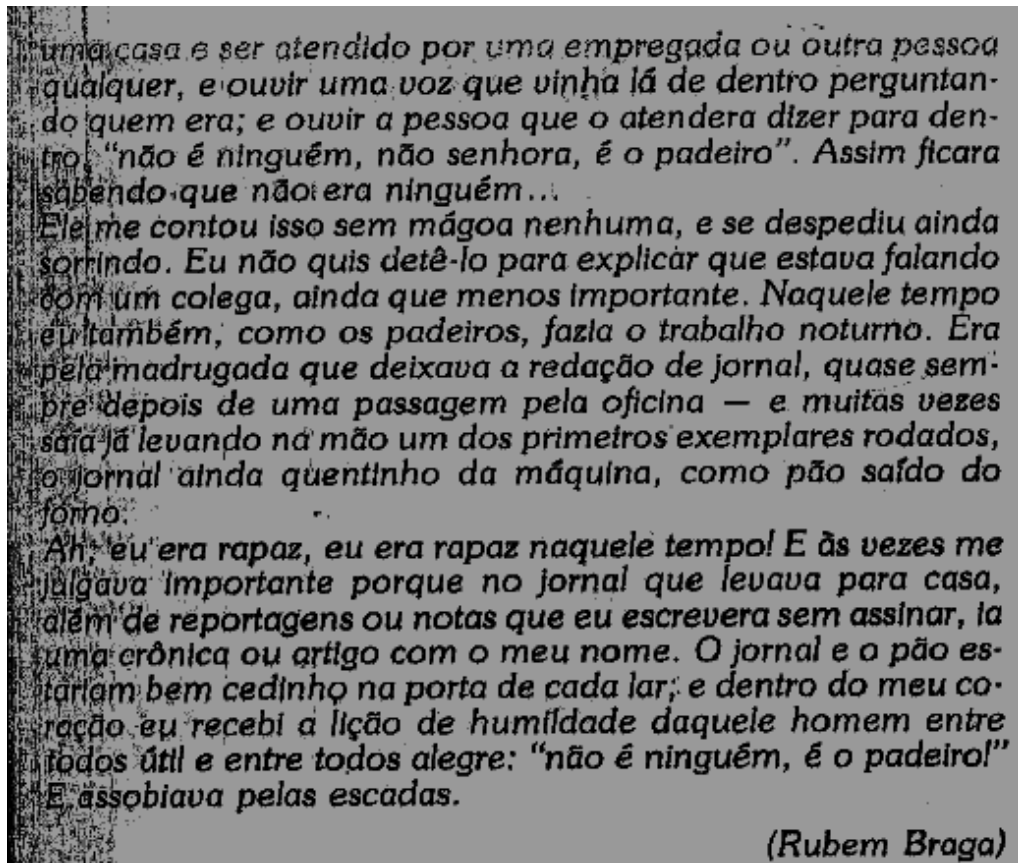 uma casa e ser atendido por uma empregada ou outra pessoa
qualquer, e ouvir uma voz que vinha lá de dentro perguntan-
do quem era; e ouvir a pessoa que o atendera dizer para den-
tro, "não é ninguém, não senhora, é o padeiro". Assim ficara
sabendo que não era ninguém...
Ele me contou isso sem mágoa nenhuma, e se despediu ainda
sorrindo. Eu não quis detê-lo para explicar que estava falando
com um colega, ainda que menos importante. Naquele tempo
eu também, como os padeiros, fazia o trabalho noturno. Era
pela madrugada que deixava a redação de jornal, quase sem-
pre depois de uma passagem pela oficina — e muitas vezes
saía já levando na mão um dos primeiros exemplares rodados,
o jornal ainda quentinho da máquina, como pão saído do
forno.
Ah, eu era rapaz, eu era rapaz naquele tempo! E às vezes me
julgava importante porque no jornal que levava para casa,
além de reportagens ou notas que eu escrevera sem assinar, ia
uma crônica ou artigo com o meu nome. O jornal e o pão es-
tariam bem cedinho na porta de cada lar; e dentro do meu co-
ração eu recebi a lição de humildade daquele homem entre
todos útil e entre todos alegre: "não é ninguém, é o padeiro!"
E assobiava pelas escadas.
(Rubem Braga)